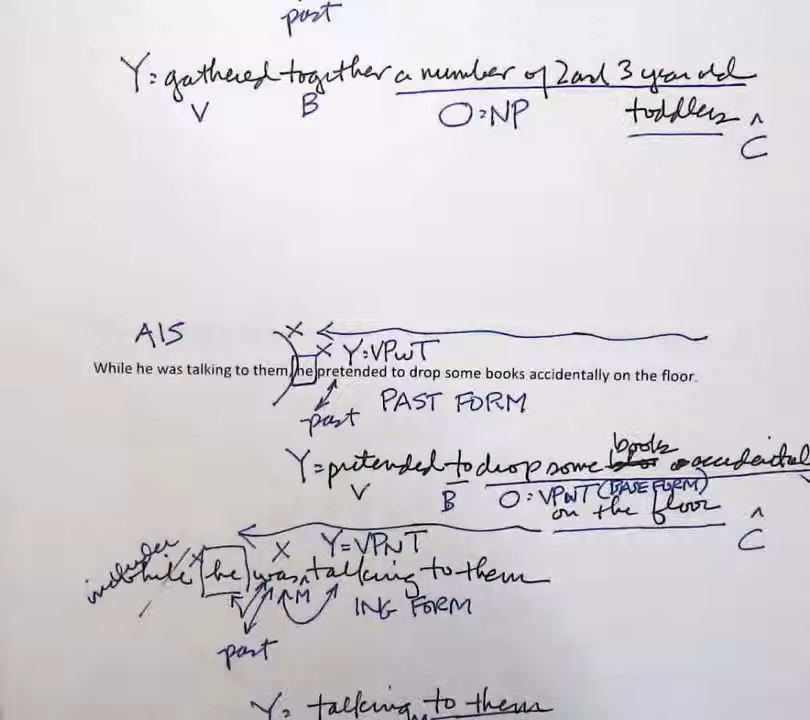 past
Y = gathered together a number of 2 and 3 year old
V B O = NP toddlers ^
C
AIS X
X Y = VPWT
While he was talking to them, he pretended to drop some books accidentally on the floor.
past PAST FORM
books
Y = pretended to drop some accidental
V B O = VPWT (BASE FORM)
on the floor ^
C
X X Y = VPNT
while he was talking to them
M ING FORM
past
Y = talking to them